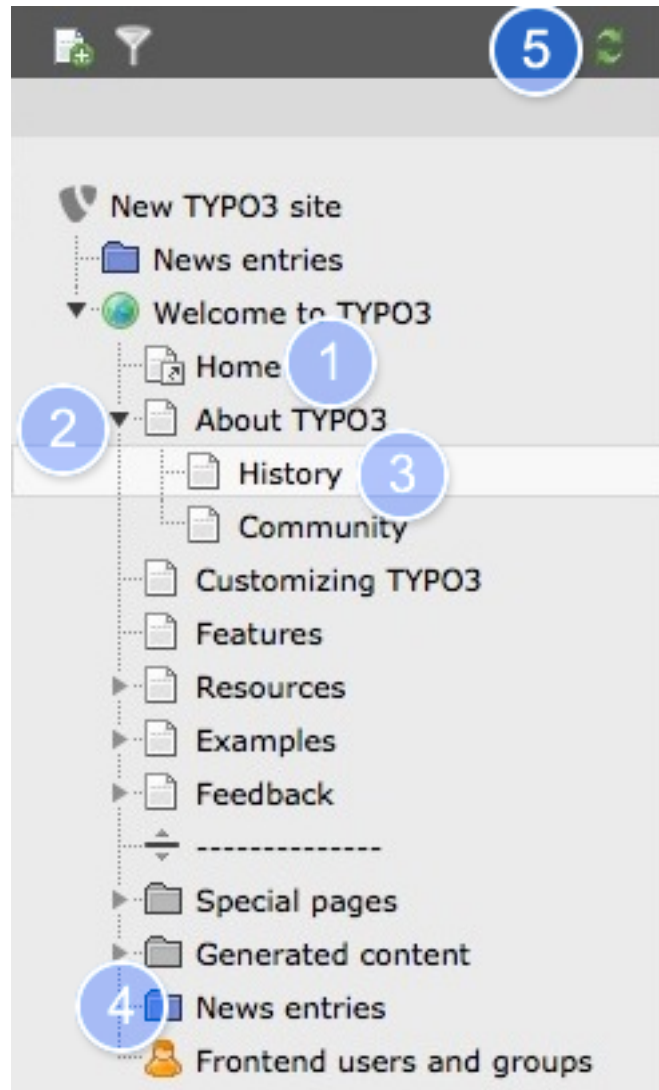 5
New TYPO3 site
News entries
Welcome to TYPO3
Home 1
2 About TYPO3
History 3
Community
Customizing TYPO3
Features
Resources
Examples
Feedback
--------------
Special pages
Generated content
4 News entries
Frontend users and groups